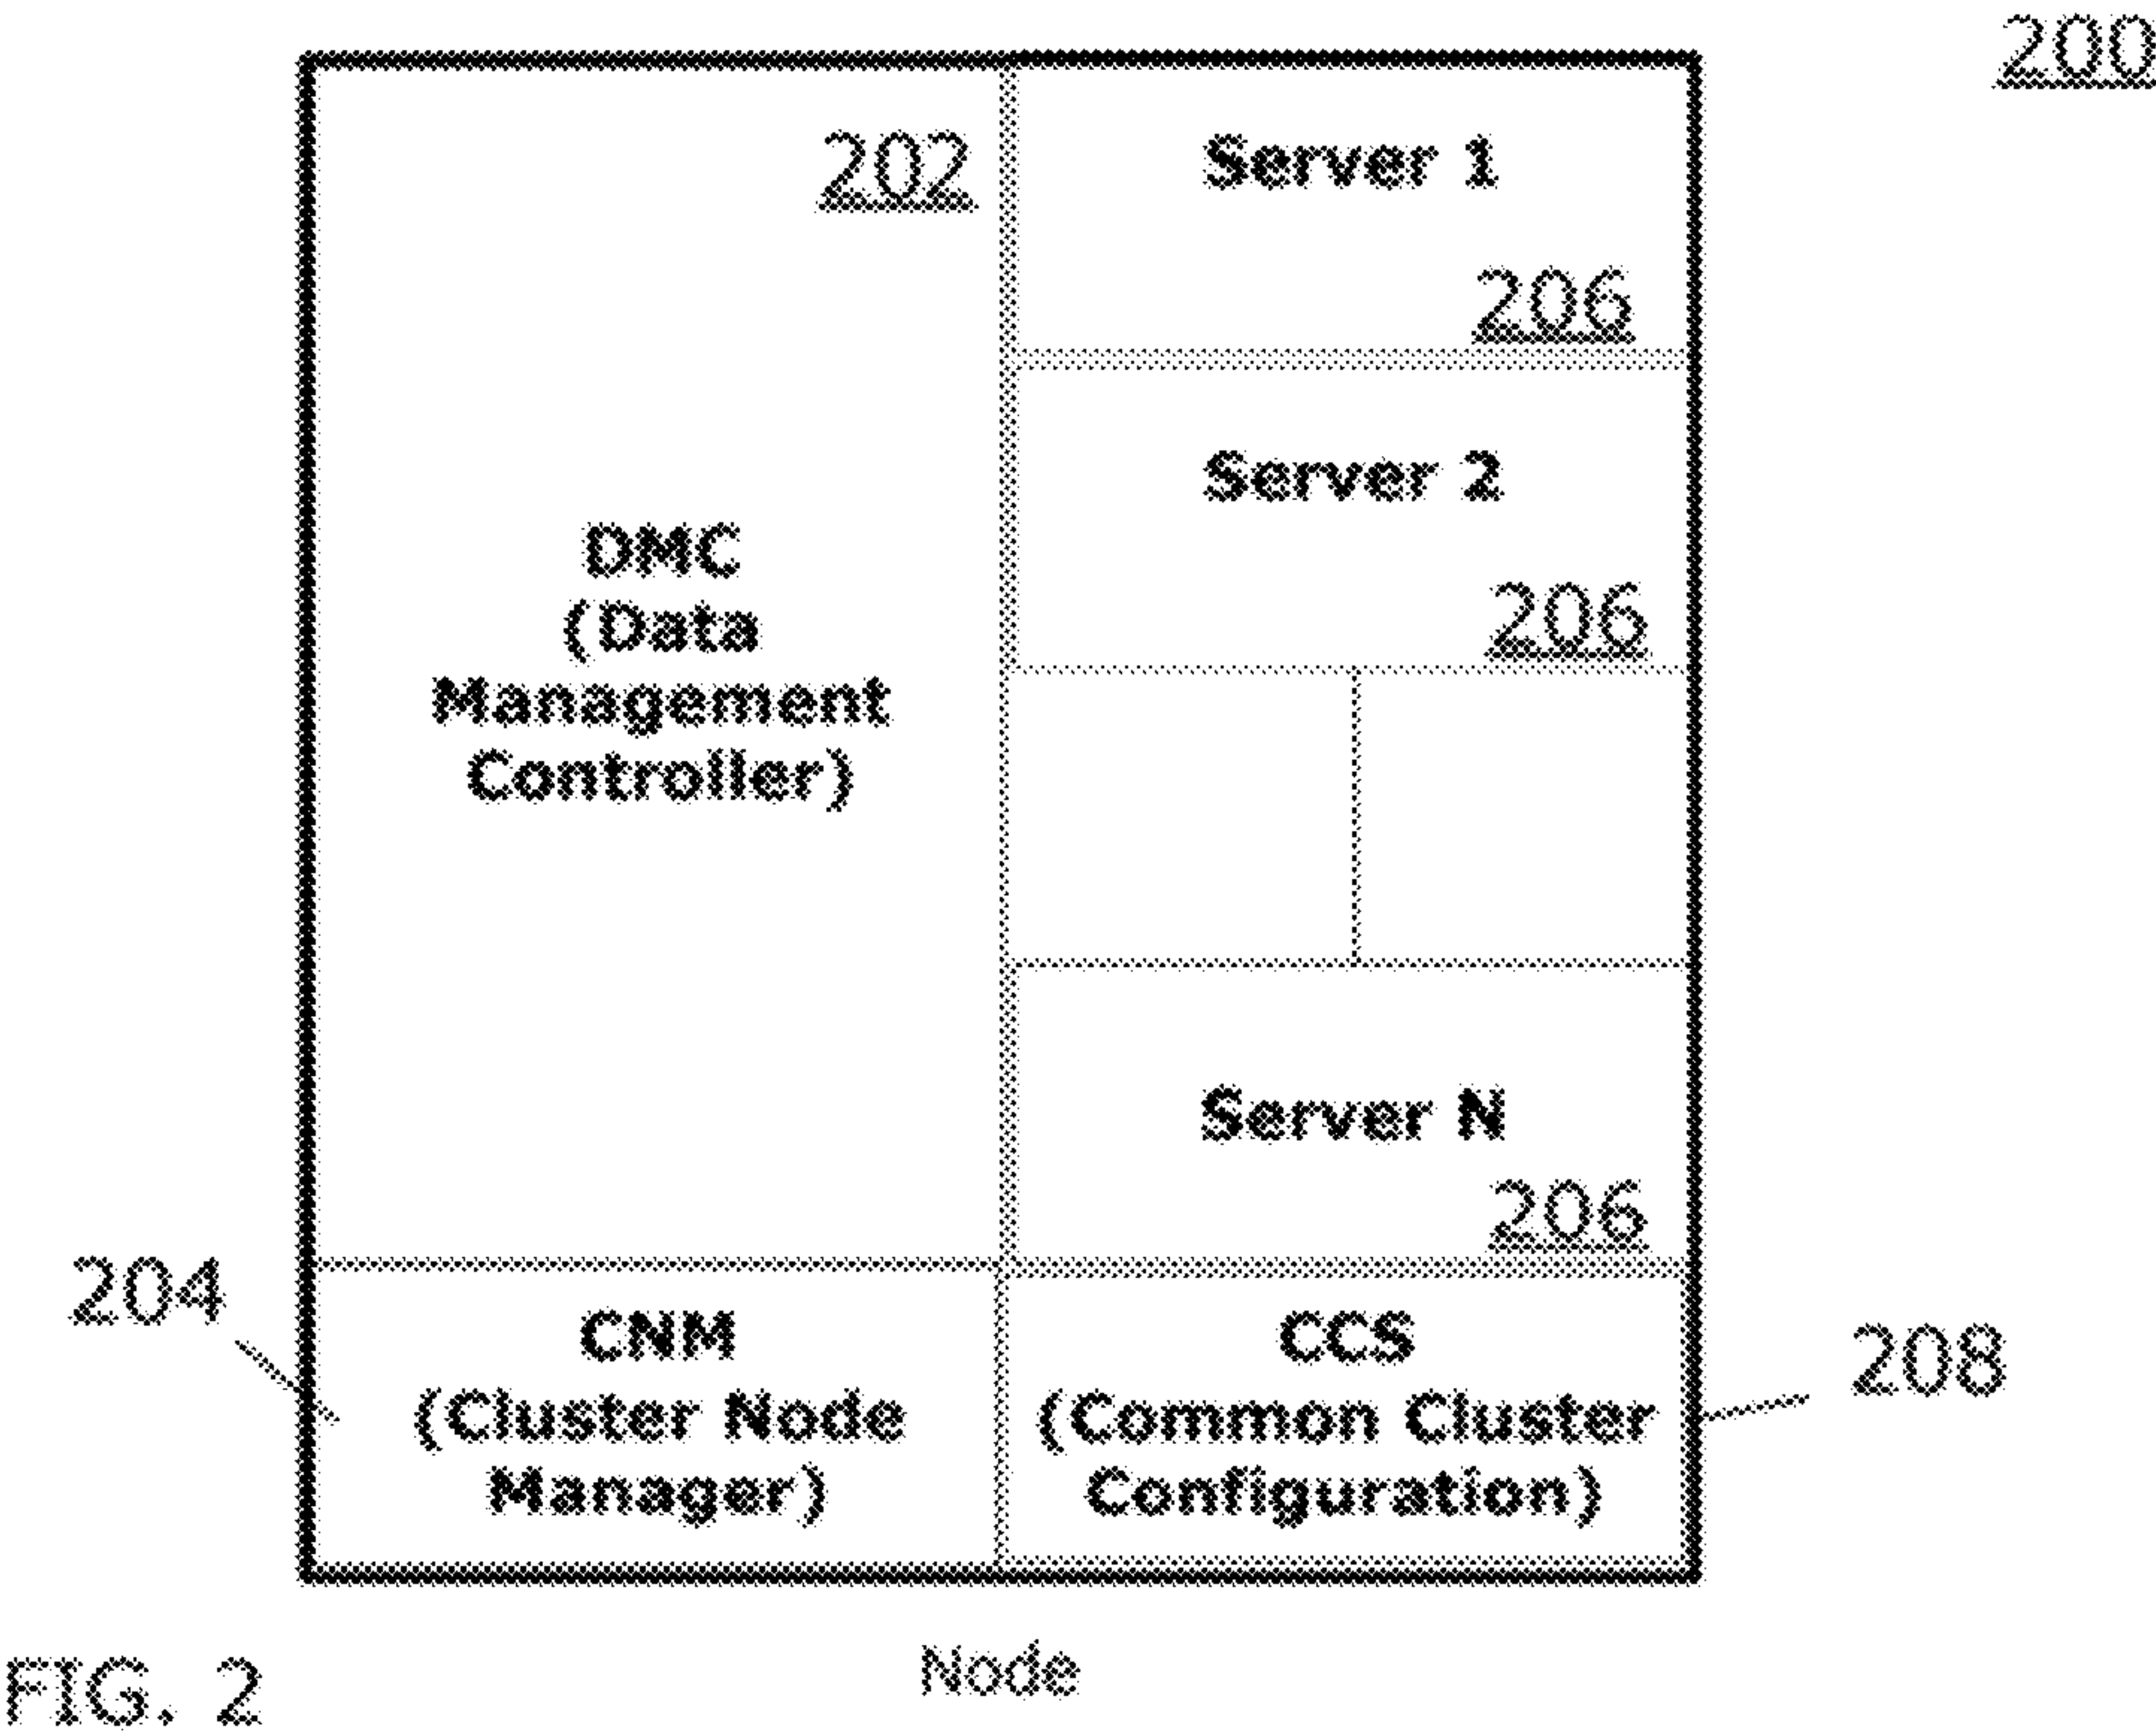 200
202
DMC
(Data
Management
Controller)
Server 1
206
Server 2
206
Server N
206
204
CNM
(Cluster Node
Manager)
CCS
(Common Cluster
Configuration)
208
Node
FIG. 2